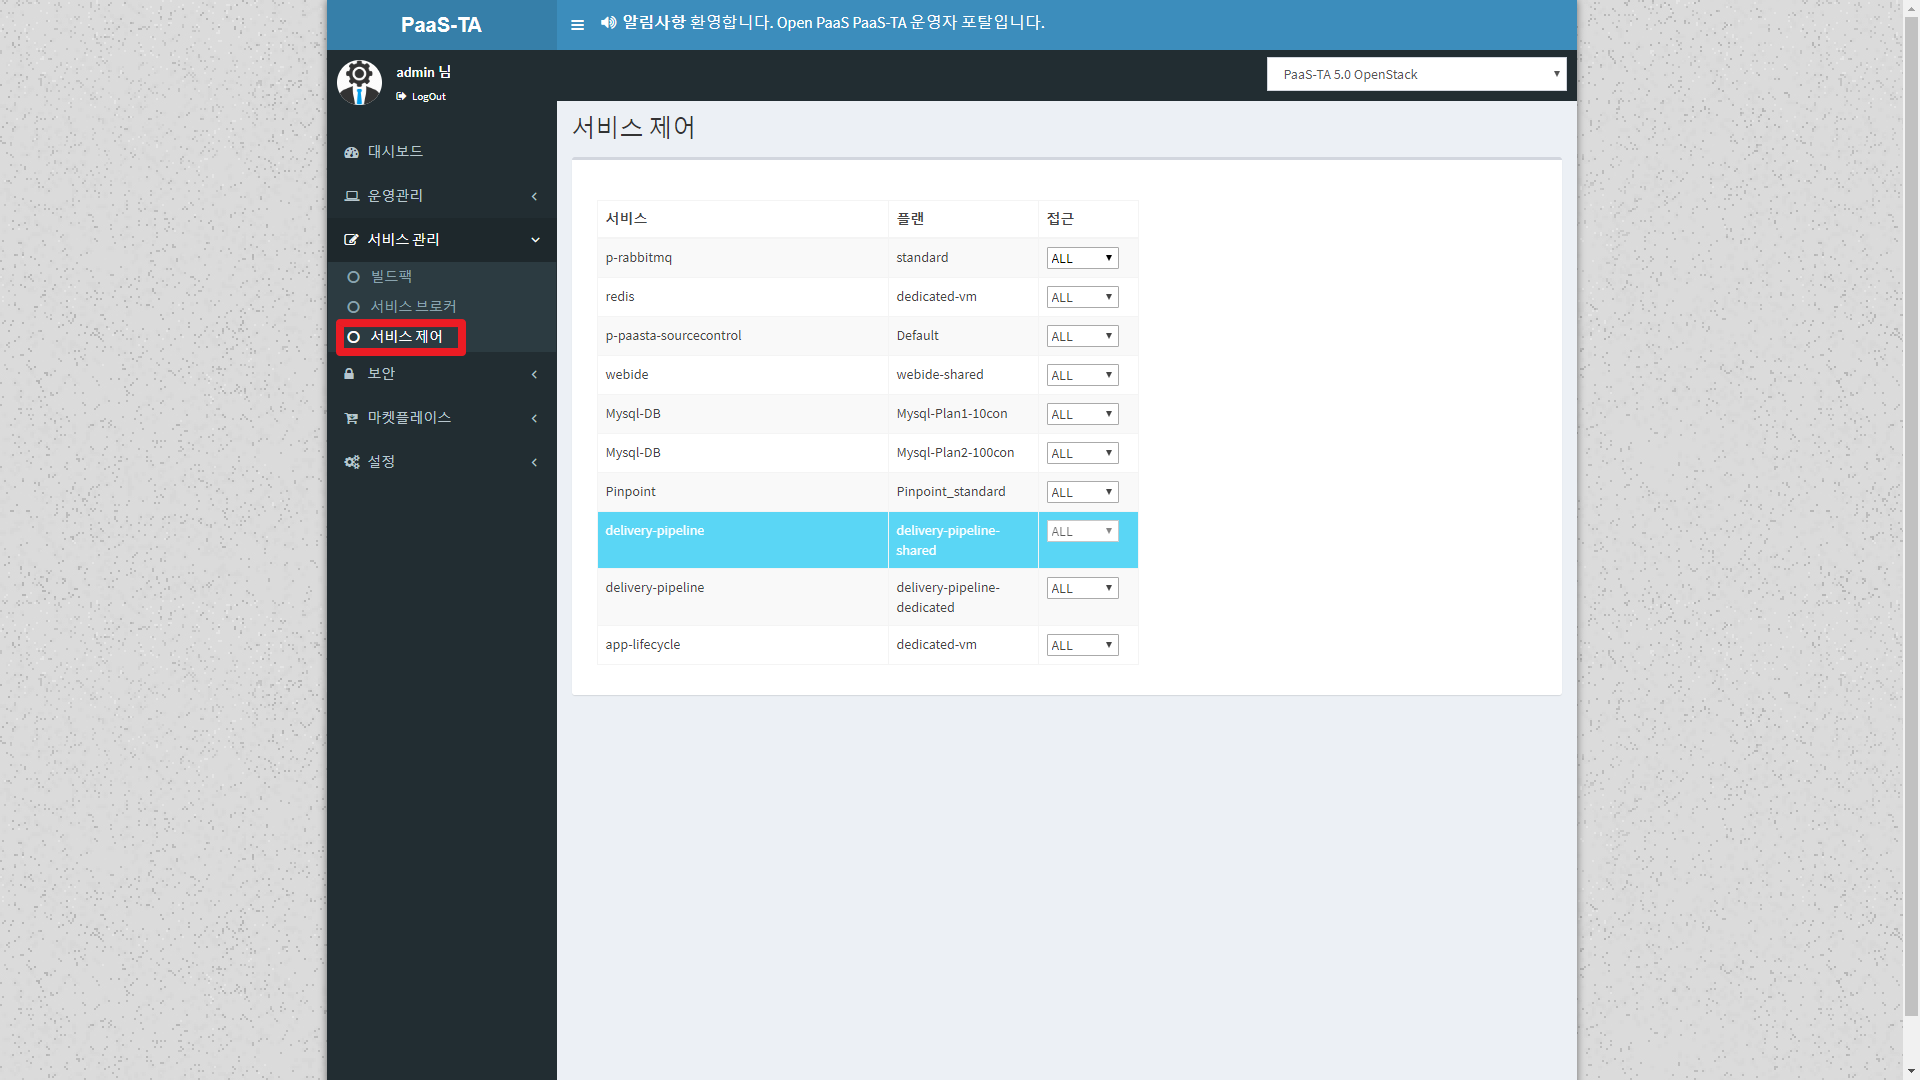 PaaS-TA
알림사항 환영합니다. Open PaaS PaaS-TA 운영자 포탈입니다.
admin 님
LogOut
PaaS-TA 5.0 OpenStack
대시보드
운영관리
서비스 관리
빌드팩
서비스 브로커
서비스 제어
보안
마켓플레이스
설정
서비스 제어
서비스 플랜 접근
p-rabbitmq standard ALL
redis dedicated-vm ALL
p-paasta-sourcecontrol Default ALL
webide webide-shared ALL
Mysql-DB Mysql-Plan1-10con ALL
Mysql-DB Mysql-Plan2-100con ALL
Pinpoint Pinpoint_standard ALL
delivery-pipeline delivery-pipeline- ALL
shared
delivery-pipeline delivery-pipeline- ALL
dedicated
app-lifecycle dedicated-vm ALL